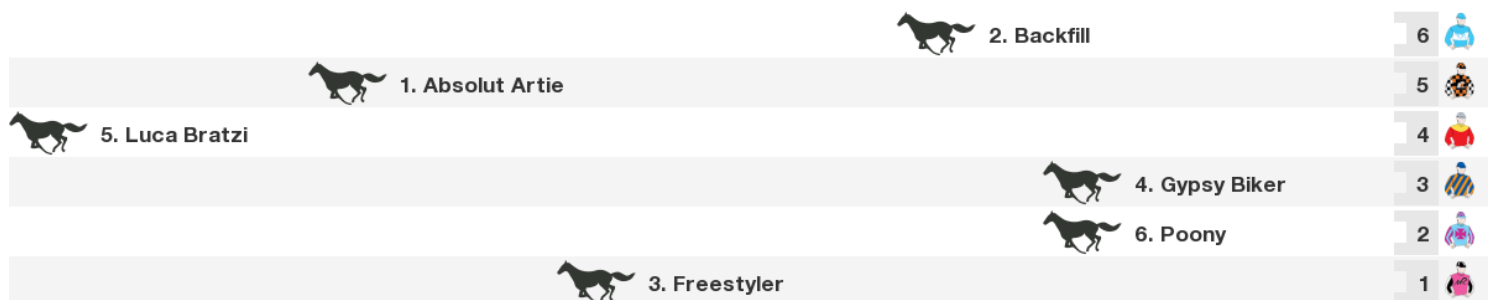 2. Backfill 6
1. Absolut Artie 5
5. Luca Bratzi 4
4. Gypsy Biker 3
6. Poony 2
3. Freestyler 1